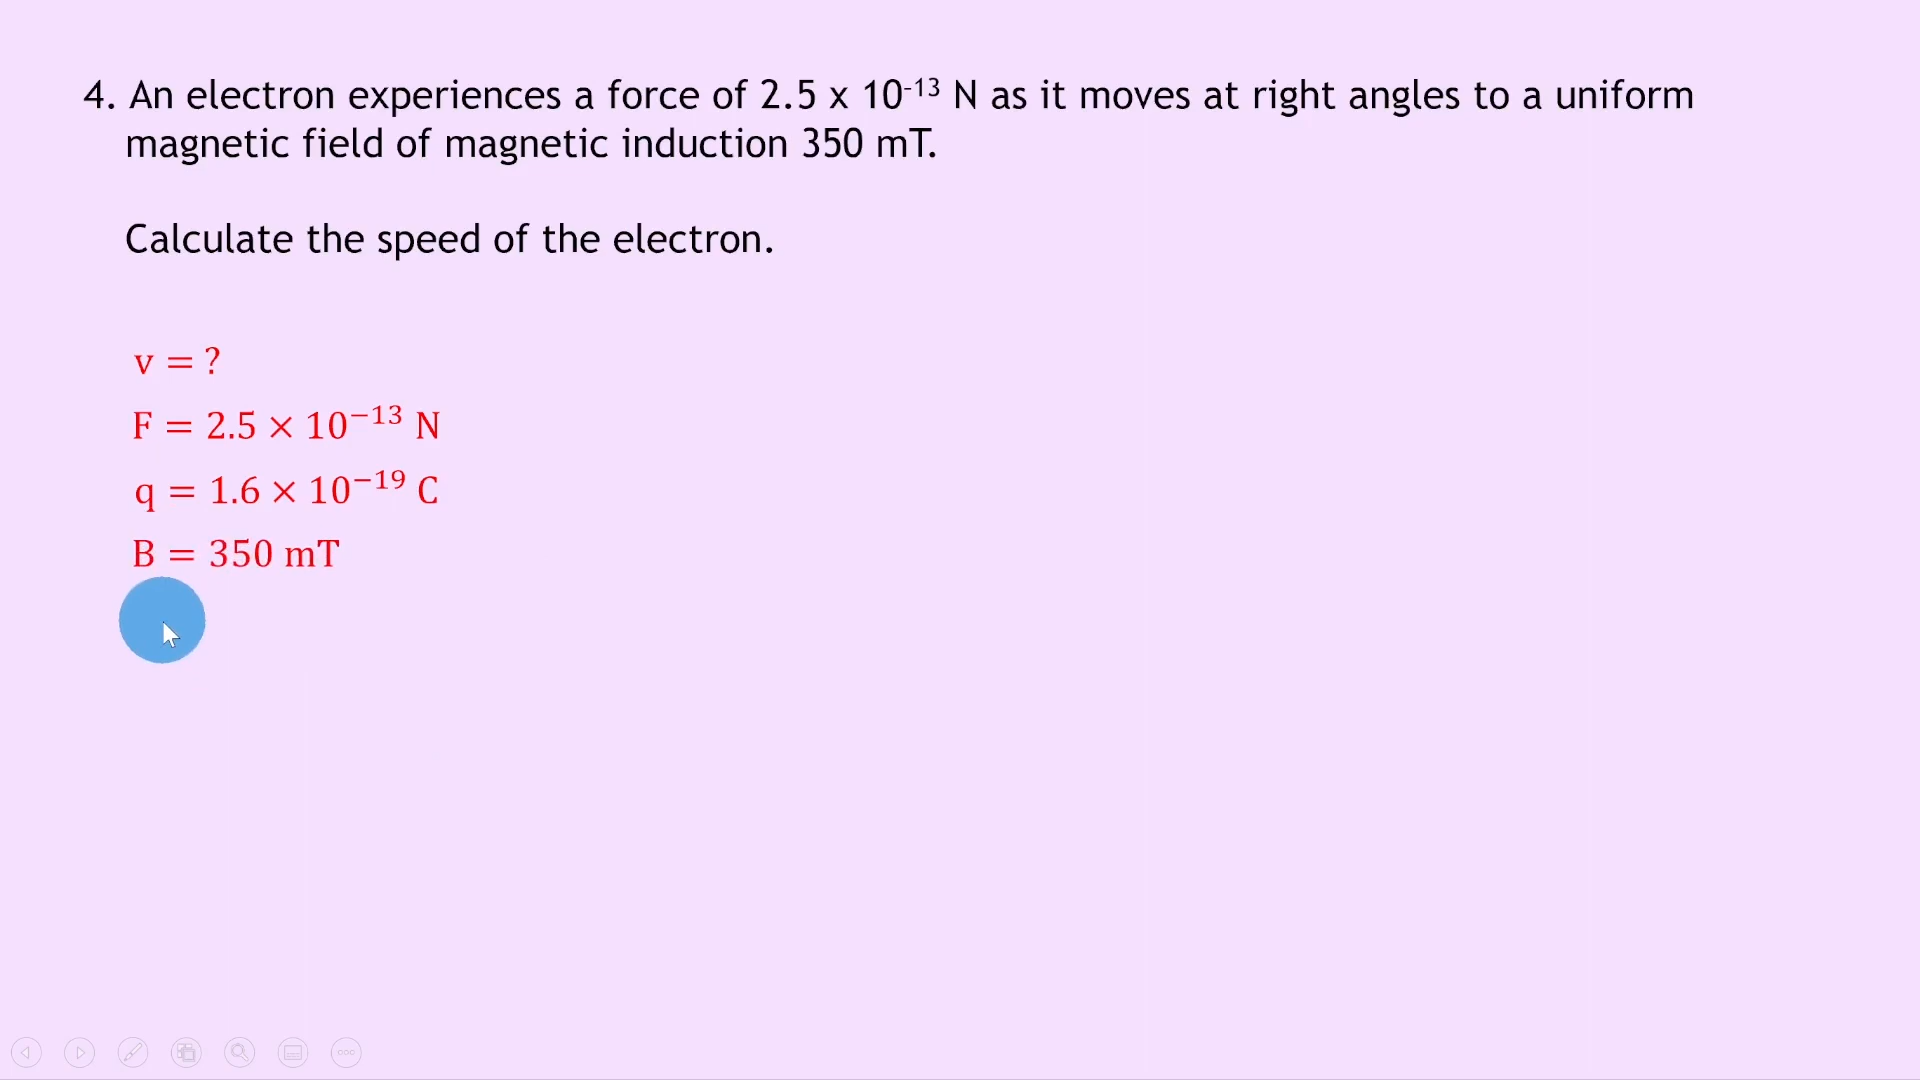 4. An electron experiences a force of 2.5 x 10⁻¹³ N as it moves at right angles to a uniform
magnetic field of magnetic induction 350 mT.
Calculate the speed of the electron.
v = ?
F = 2.5 × 10⁻¹³ N
q = 1.6 × 10⁻¹⁹ C
B = 350 mT